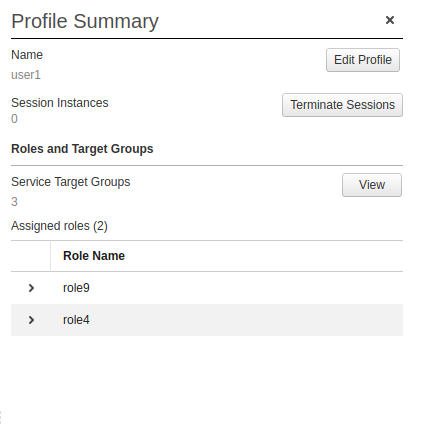 Profile Summary
Name
Edit Profile
user1
Session Instances
Terminate Sessions
0
Roles and Target Groups
Service Target Groups
View
3
Assigned roles (2)
Role Name
role9
role4